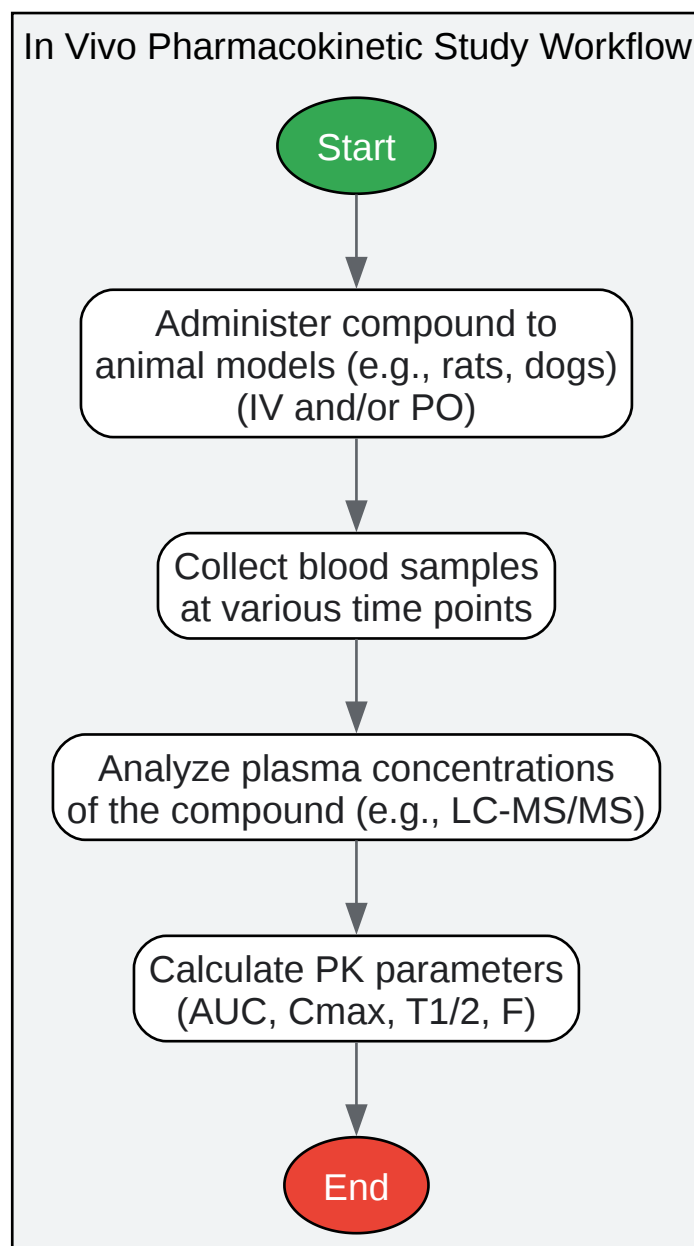 In Vivo Pharmacokinetic Study Workflow
Start
Administer compound to
animal models (e.g., rats, dogs)
(IV and/or PO)
Collect blood samples
at various time points
Analyze plasma concentrations
of the compound (e.g., LC-MS/MS)
Calculate PK parameters
(AUC, Cmax, T1/2, F)
End